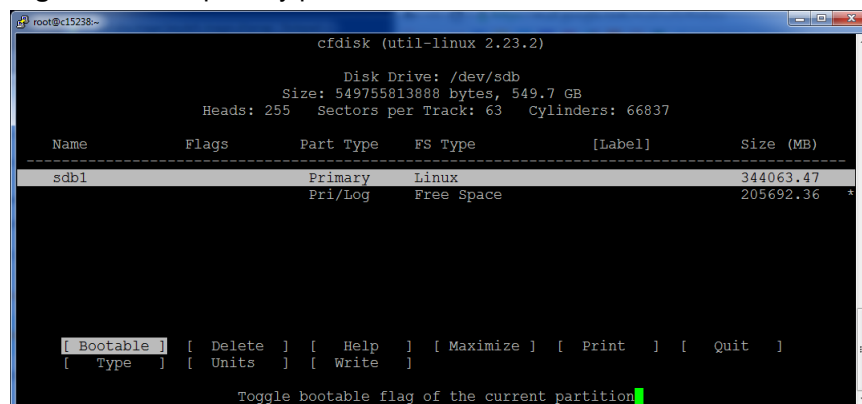 root@c15238:~
cfdisk (util-linux 2.23.2)
Disk Drive: /dev/sdb
Size: 549755813888 bytes, 549.7 GB
Heads: 255   Sectors per Track: 63   Cylinders: 66837
Name   Flags   Part Type   FS Type   [Label]   Size (MB)
sdb1   Primary   Linux   344063.47
Pri/Log   Free Space   205692.36   *
[ Bootable ]  [  Delete  ]  [   Help   ]  [ Maximize ]  [  Print   ]  [   Quit   ]
[   Type   ]  [  Units   ]  [  Write   ]
Toggle bootable flag of the current partition